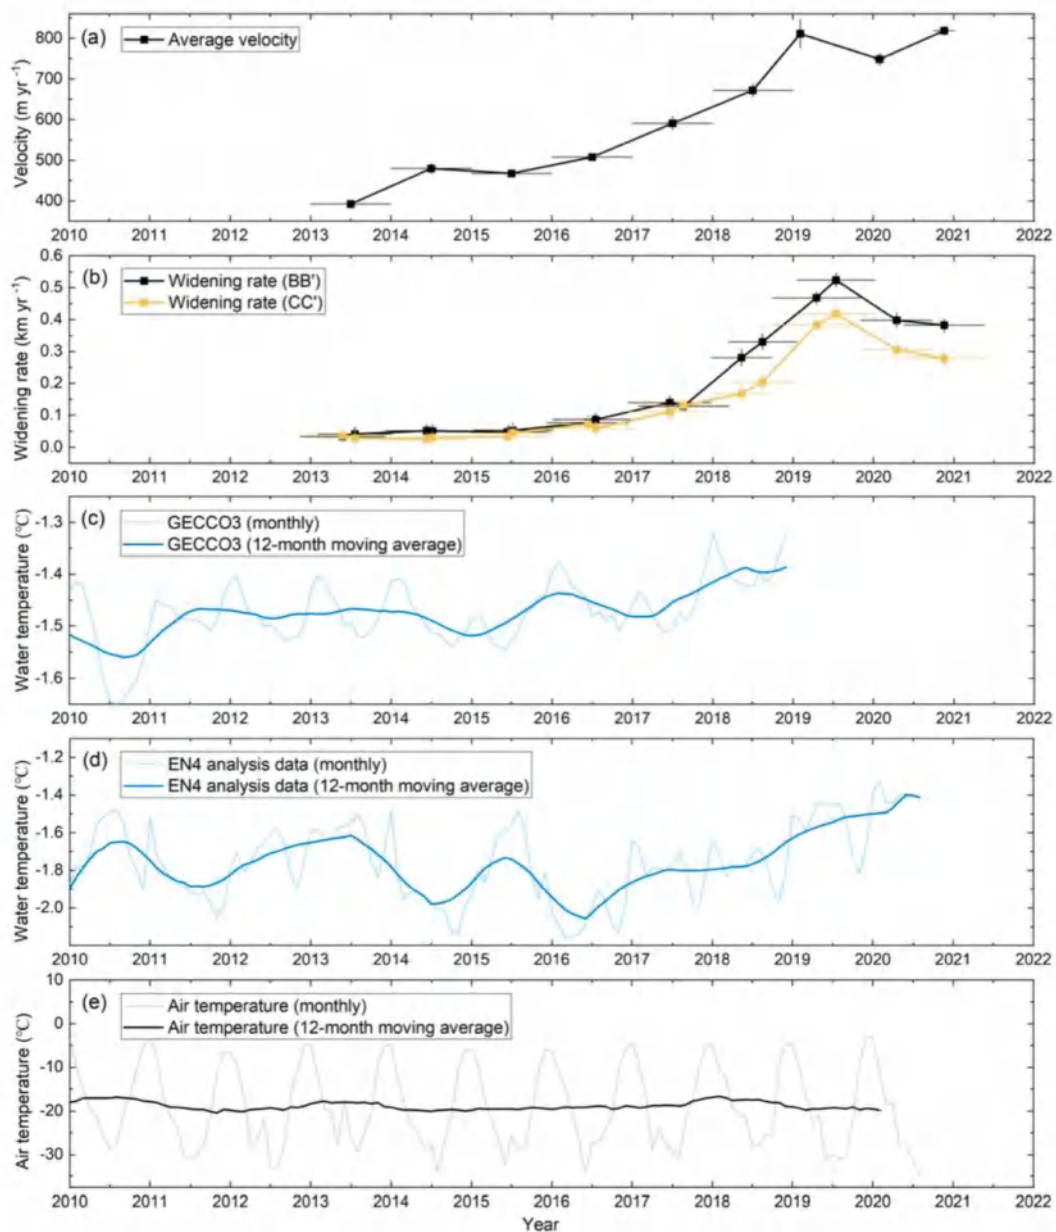 (a) Average velocity
800
700
600
500
400
Velocity (m yr⁻¹)
2010 2011 2012 2013 2014 2015 2016 2017 2018 2019 2020 2021 2022
(b) Widening rate (BB')
Widening rate (CC')
0.6
0.5
0.4
0.3
0.2
0.1
0.0
Widening rate (km yr⁻¹)
2010 2011 2012 2013 2014 2015 2016 2017 2018 2019 2020 2021 2022
(c) GECCO3 (monthly)
GECCO3 (12-month moving average)
-1.3
-1.4
-1.5
-1.6
Water temperature (℃)
2010 2011 2012 2013 2014 2015 2016 2017 2018 2019 2020 2021 2022
(d) EN4 analysis data (monthly)
EN4 analysis data (12-month moving average)
-1.2
-1.4
-1.6
-1.8
-2.0
Water temperature (℃)
2010 2011 2012 2013 2014 2015 2016 2017 2018 2019 2020 2021 2022
(e) Air temperature (monthly)
Air temperature (12-month moving average)
10
0
-10
-20
-30
Air temperature (℃)
2010 2011 2012 2013 2014 2015 2016 2017 2018 2019 2020 2021 2022
Year